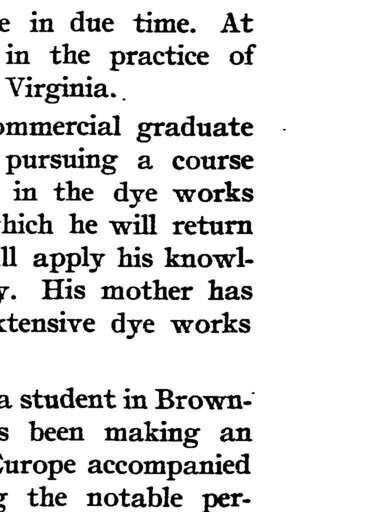 e in due time. At
in the practice of
Virginia.
ommercial graduate
pursuing a course
in the dye works
hich he will return
ll apply his knowl-
y. His mother has
xtensive dye works
a student in Brown-
s been making an
Europe accompanied
g the notable per-